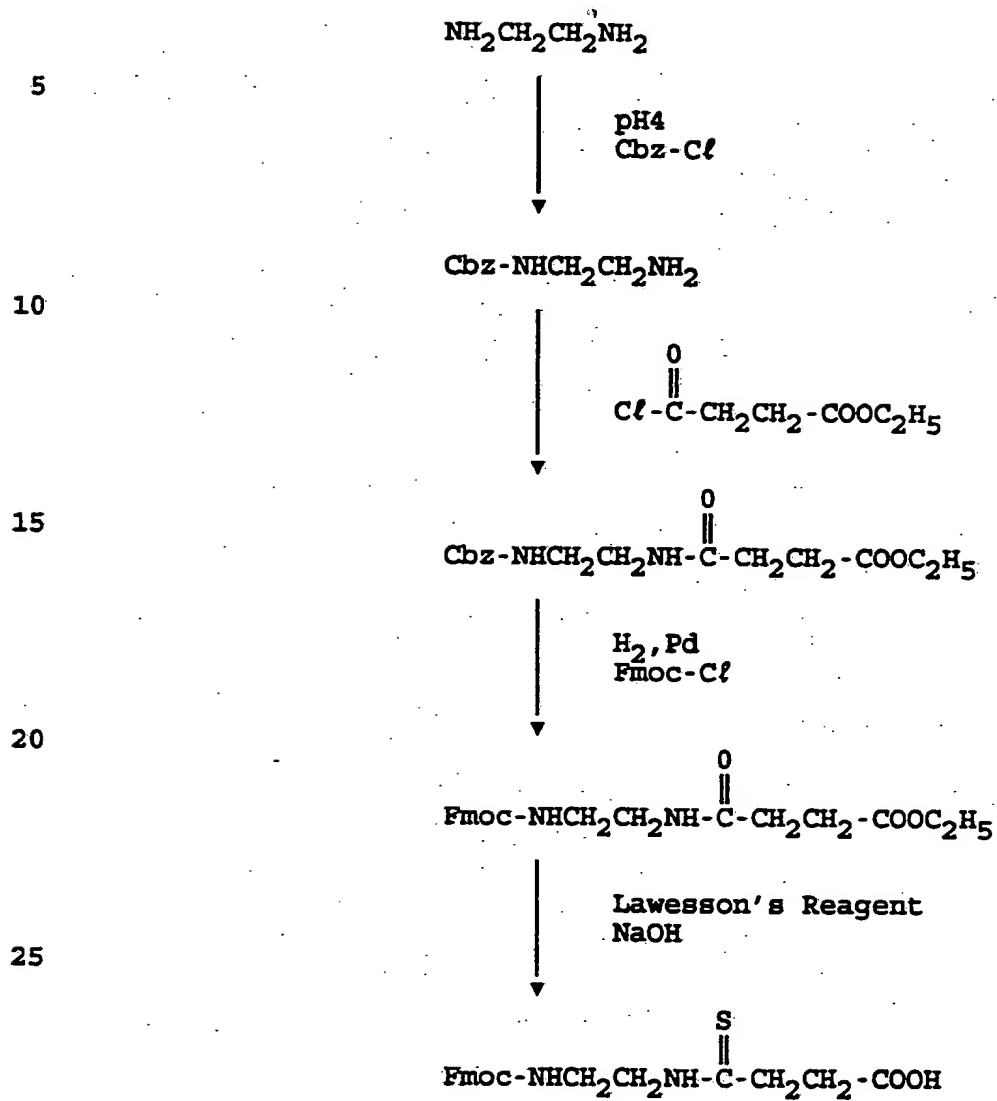 NH₂CH₂CH₂NH₂
5
pH4
Cbz-Cℓ
Cbz-NHCH₂CH₂NH₂
10
O
Cℓ-C-CH₂CH₂-COOC₂H₅
15
O
Cbz-NHCH₂CH₂NH-C-CH₂CH₂-COOC₂H₅
H₂,Pd
Fmoc-Cℓ
20
O
Fmoc-NHCH₂CH₂NH-C-CH₂CH₂-COOC₂H₅
Lawesson's Reagent
NaOH
25
S
Fmoc-NHCH₂CH₂NH-C-CH₂CH₂-COOH